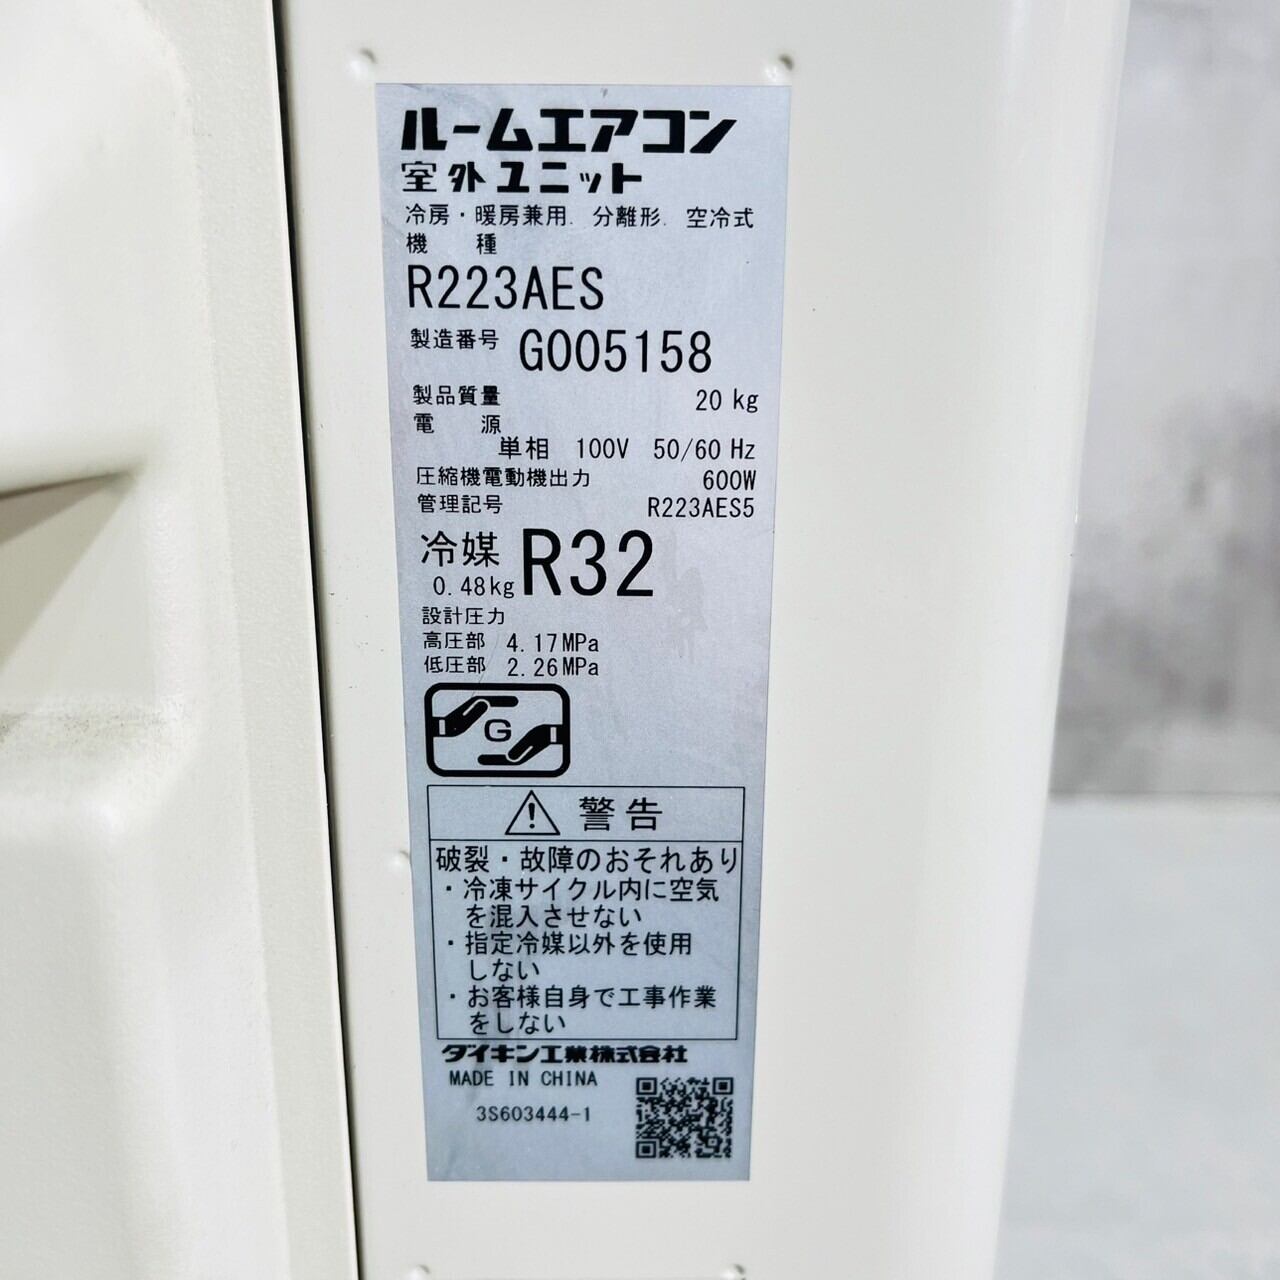 ルームエアコン
室外ユニット
冷房・暖房兼用. 分離形. 空冷式
機 種
R223AES
製造番号 G005158
製品質量 20 kg
電 源
単相 100V 50/60 Hz
圧縮機電動機出力 600W
管理記号 R223AES5
冷媒 R32
0.48kg
設計圧力
高圧部 4.17MPa
低圧部 2.26MPa
G
警告
破裂・故障のおそれあり
・冷凍サイクル内に空気
を混入させない
・指定冷媒以外を使用
しない
・お客様自身で工事作業
をしない
ダイキン工業株式会社
MADE IN CHINA
3S603444-1